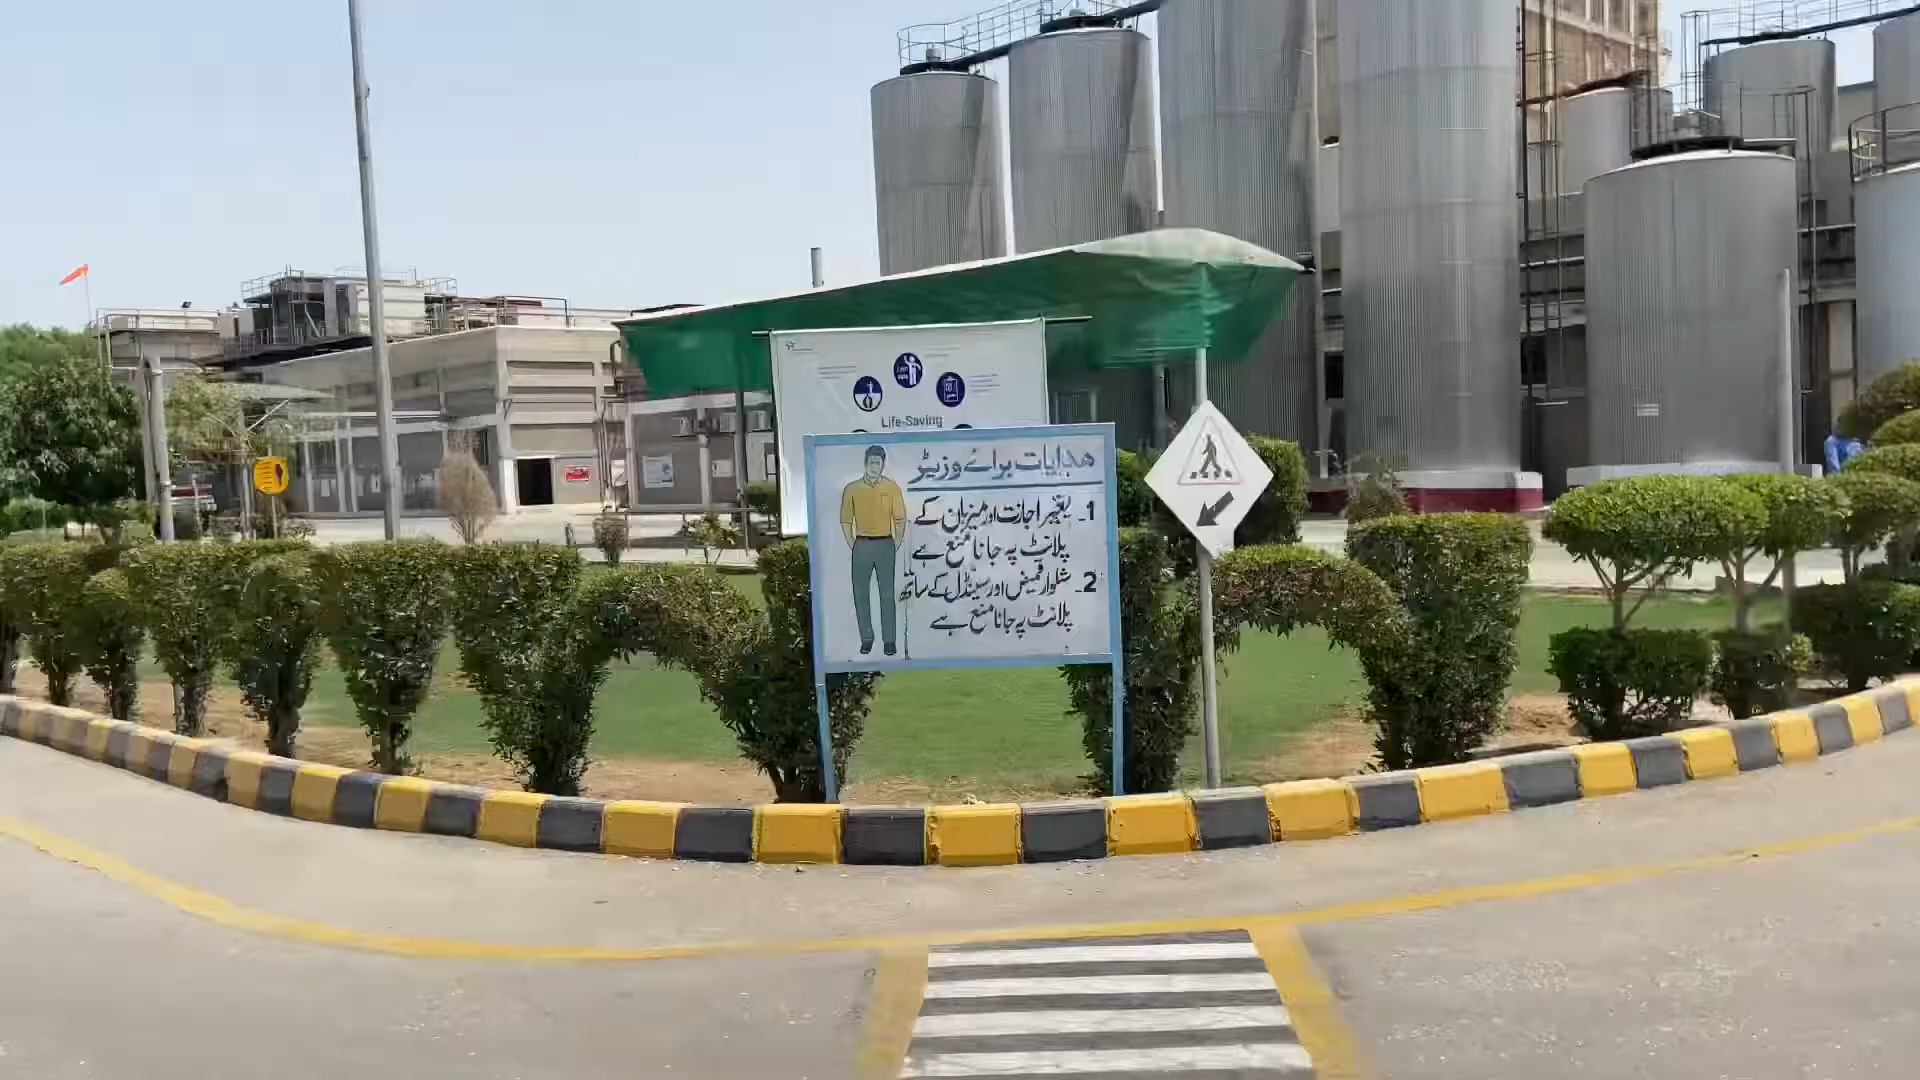 Life-Saving
ھدایات براۓ وزیٹر
1۔ بغیر اجازت اور میزبان کے
پلانٹ پہ جانا منع ہے
2۔ شلوار قمیض اور سینڈل کے ساتھ
پلانٹ پہ جانا منع ہے